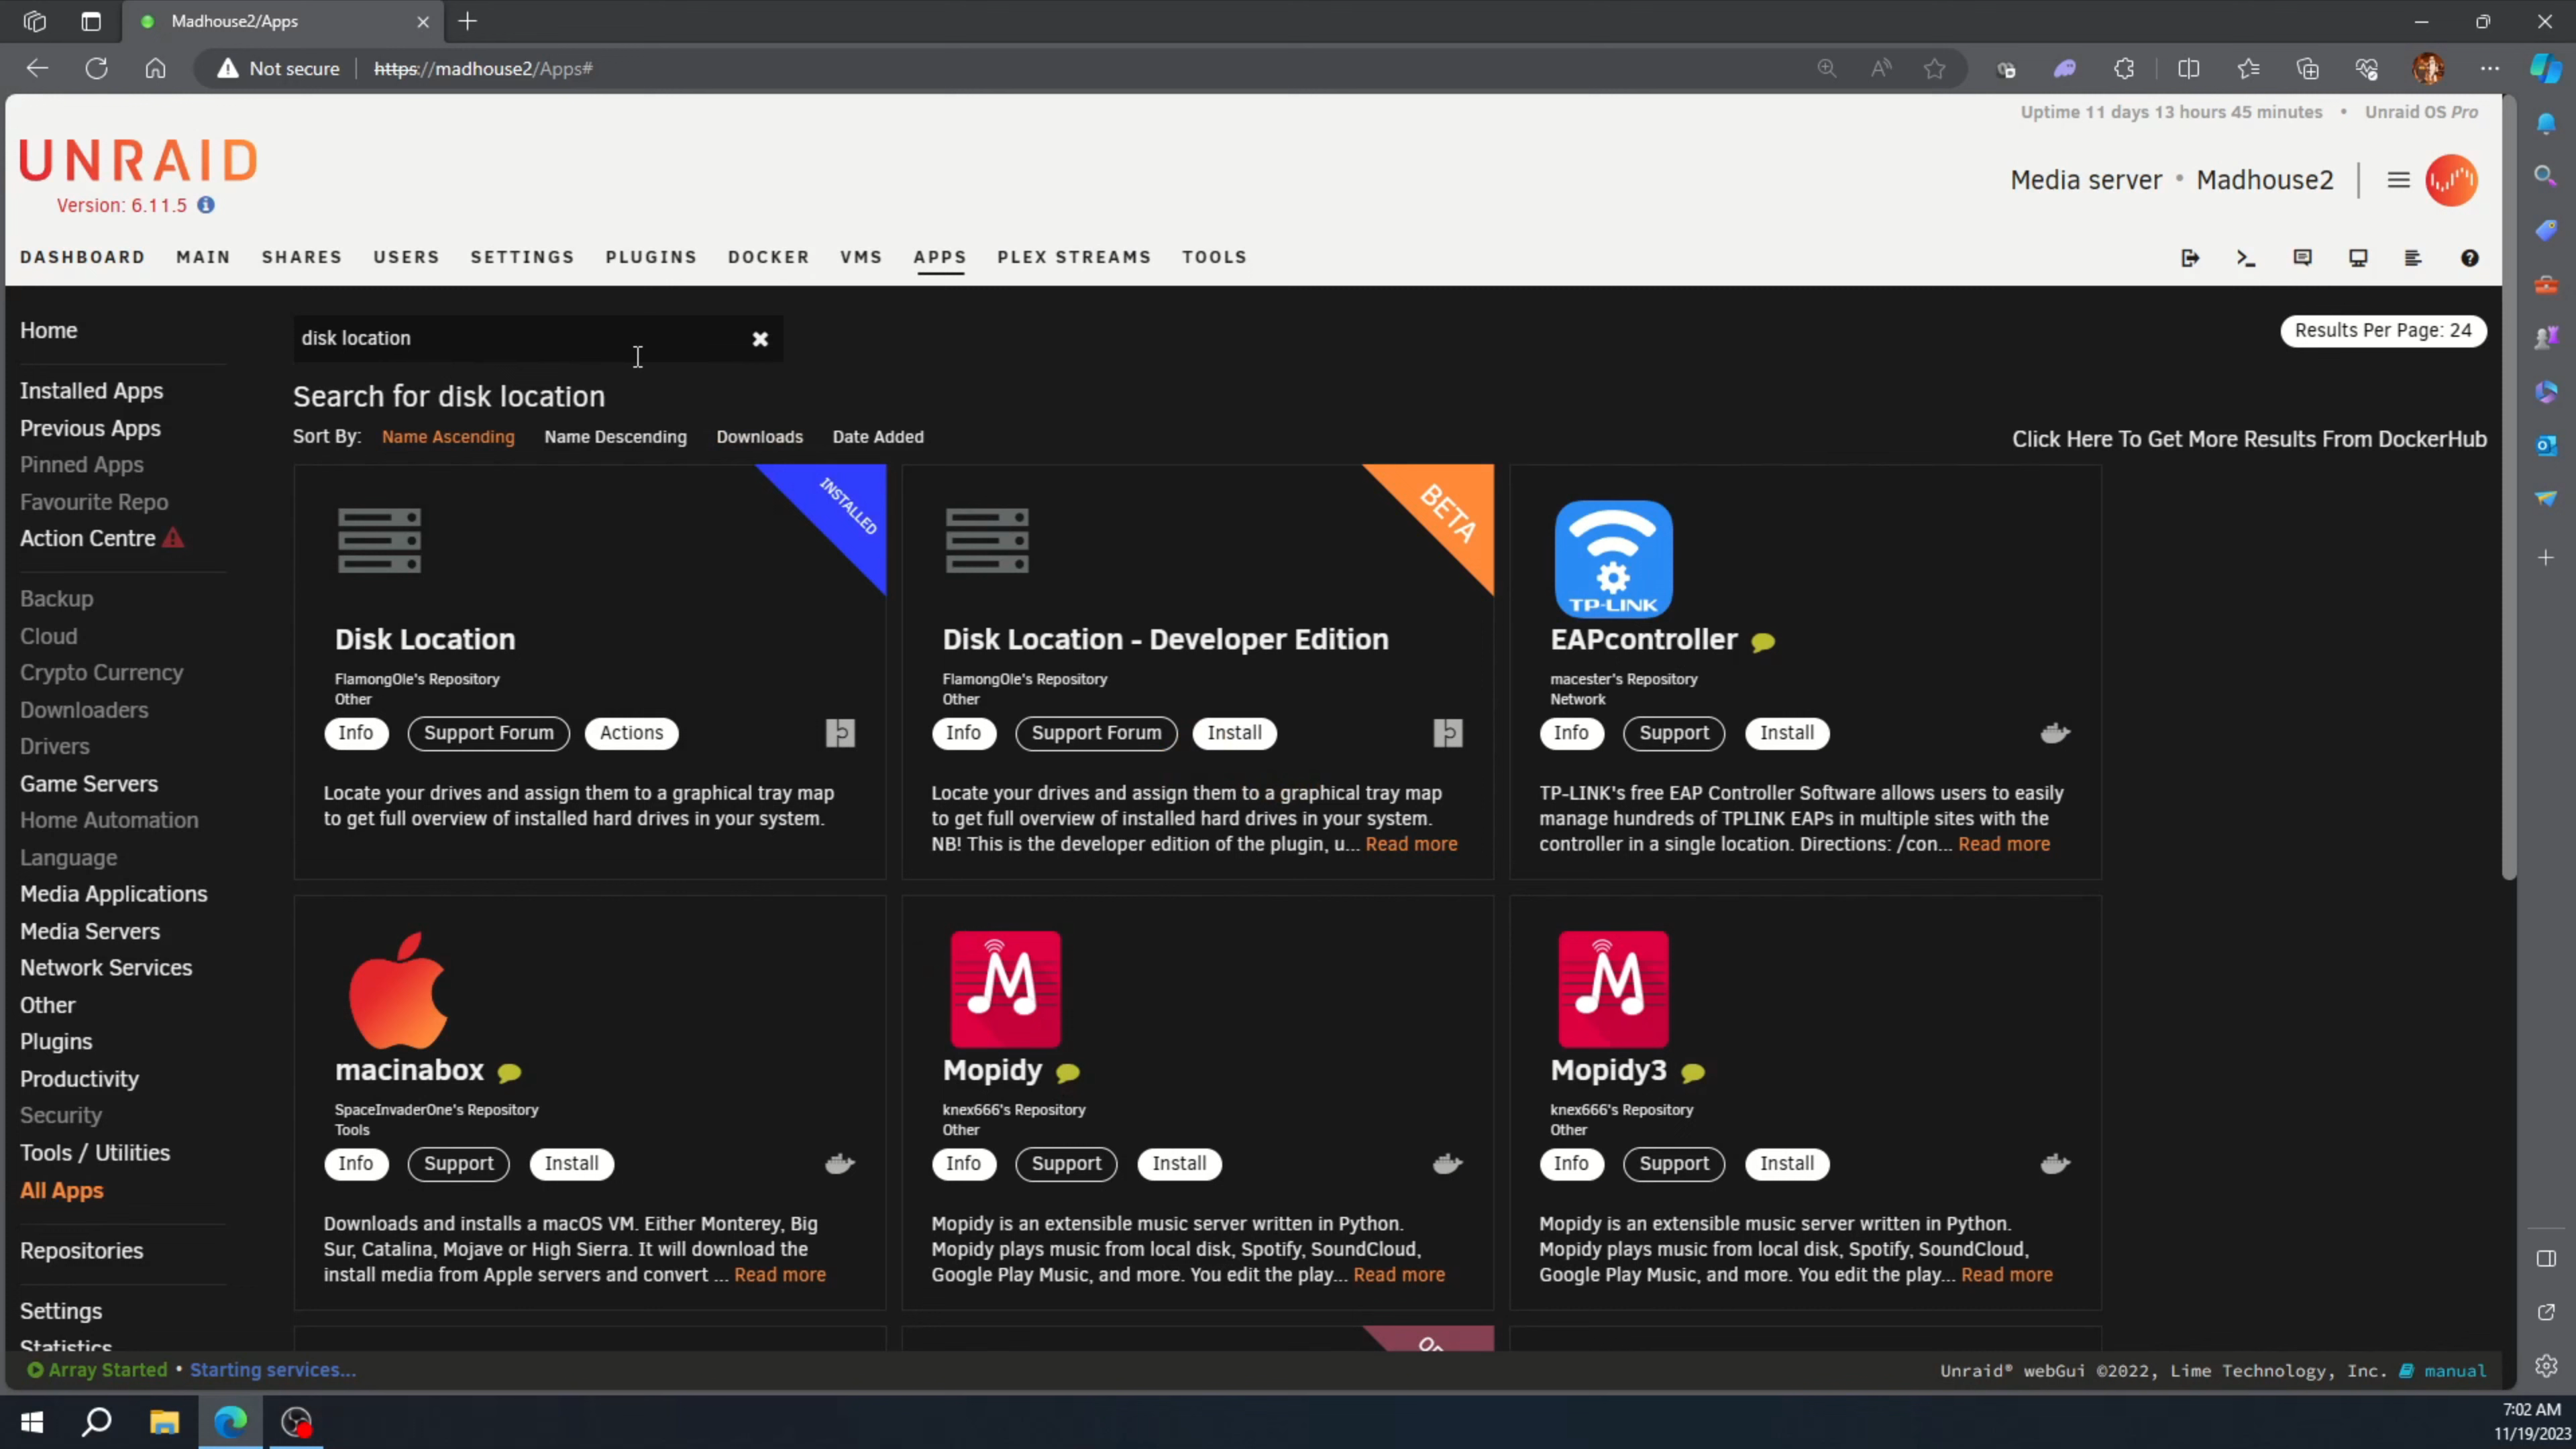 Madhouse2/Apps
Not secure
https://madhouse2/Apps#
Uptime 11 days 13 hours 45 minutes • Unraid OS Pro
UNRAID
Version: 6.11.5
Media server • Madhouse2
DASHBOARD MAIN SHARES USERS SETTINGS PLUGINS DOCKER VMS APPS PLEX STREAMS TOOLS
Home
Installed Apps
Previous Apps
Pinned Apps
Favourite Repo
Action Centre
Backup
Cloud
Crypto Currency
Downloaders
Drivers
Game Servers
Home Automation
Language
Media Applications
Media Servers
Network Services
Other
Plugins
Productivity
Security
Tools / Utilities
All Apps
Repositories
Settings
Statistics
disk location
Results Per Page: 24
Search for disk location
Sort By: Name Ascending Name Descending Downloads Date Added
Click Here To Get More Results From DockerHub
INSTALLED
Disk Location
FlamongOle's Repository
Other
Info Support Forum Actions
Locate your drives and assign them to a graphical tray map
to get full overview of installed hard drives in your system.
BETA
Disk Location - Developer Edition
FlamongOle's Repository
Other
Info Support Forum Install
Locate your drives and assign them to a graphical tray map
to get full overview of installed hard drives in your system.
NB! This is the developer edition of the plugin, u... Read more
TP-LINK
EAPcontroller
macester's Repository
Network
Info Support Install
TP-LINK's free EAP Controller Software allows users to easily
manage hundreds of TPLINK EAPs in multiple sites with the
controller in a single location. Directions: /con... Read more
macinabox
SpaceInvaderOne's Repository
Tools
Info Support Install
Downloads and installs a macOS VM. Either Monterey, Big
Sur, Catalina, Mojave or High Sierra. It will download the
install media from Apple servers and convert ... Read more
Mopidy
knex666's Repository
Other
Info Support Install
Mopidy is an extensible music server written in Python.
Mopidy plays music from local disk, Spotify, SoundCloud,
Google Play Music, and more. You edit the play... Read more
Mopidy3
knex666's Repository
Other
Info Support Install
Mopidy is an extensible music server written in Python.
Mopidy plays music from local disk, Spotify, SoundCloud,
Google Play Music, and more. You edit the play... Read more
Array Started • Starting services...
Unraid® webGui ©2022, Lime Technology, Inc. manual
7:02 AM
11/19/2023